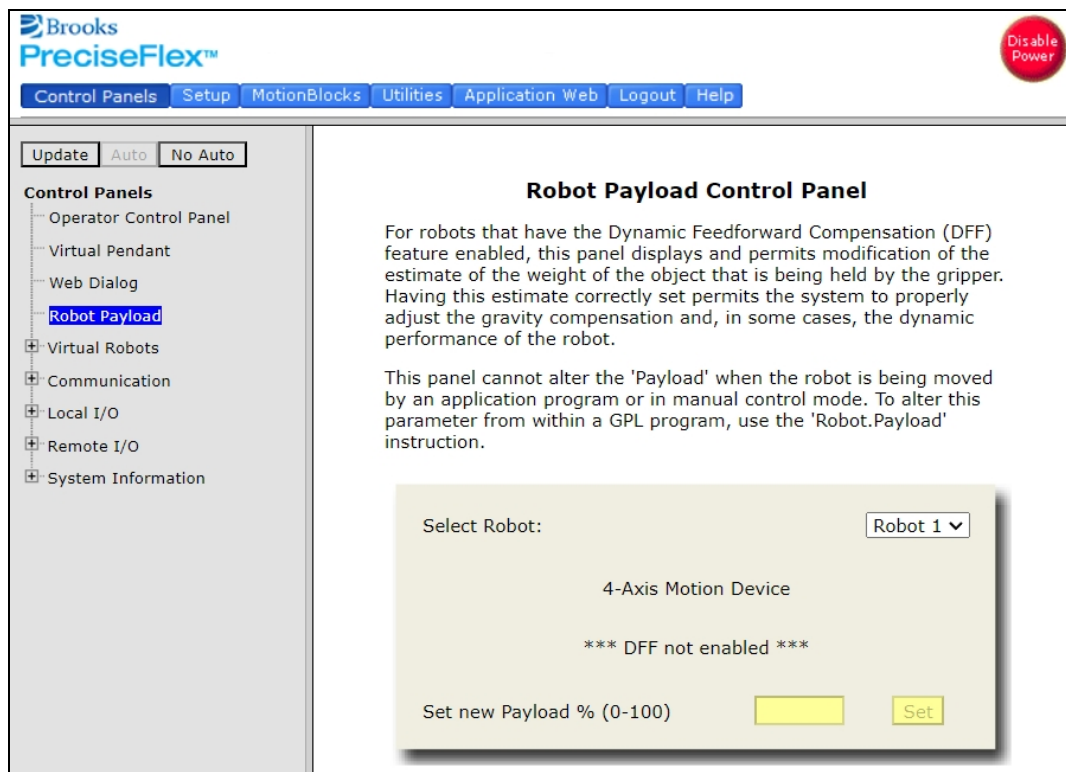 Brooks
PreciseFlex™
Disable
Power
Control Panels Setup MotionBlocks Utilities Application Web Logout Help
Update Auto No Auto
Control Panels
Operator Control Panel
Virtual Pendant
Web Dialog
Robot Payload
Virtual Robots
Communication
Local I/O
Remote I/O
System Information
Robot Payload Control Panel
For robots that have the Dynamic Feedforward Compensation (DFF)
feature enabled, this panel displays and permits modification of the
estimate of the weight of the object that is being held by the gripper.
Having this estimate correctly set permits the system to properly
adjust the gravity compensation and, in some cases, the dynamic
performance of the robot.
This panel cannot alter the 'Payload' when the robot is being moved
by an application program or in manual control mode. To alter this
parameter from within a GPL program, use the 'Robot.Payload'
instruction.
Select Robot: Robot 1
4-Axis Motion Device
*** DFF not enabled ***
Set new Payload % (0-100) Set